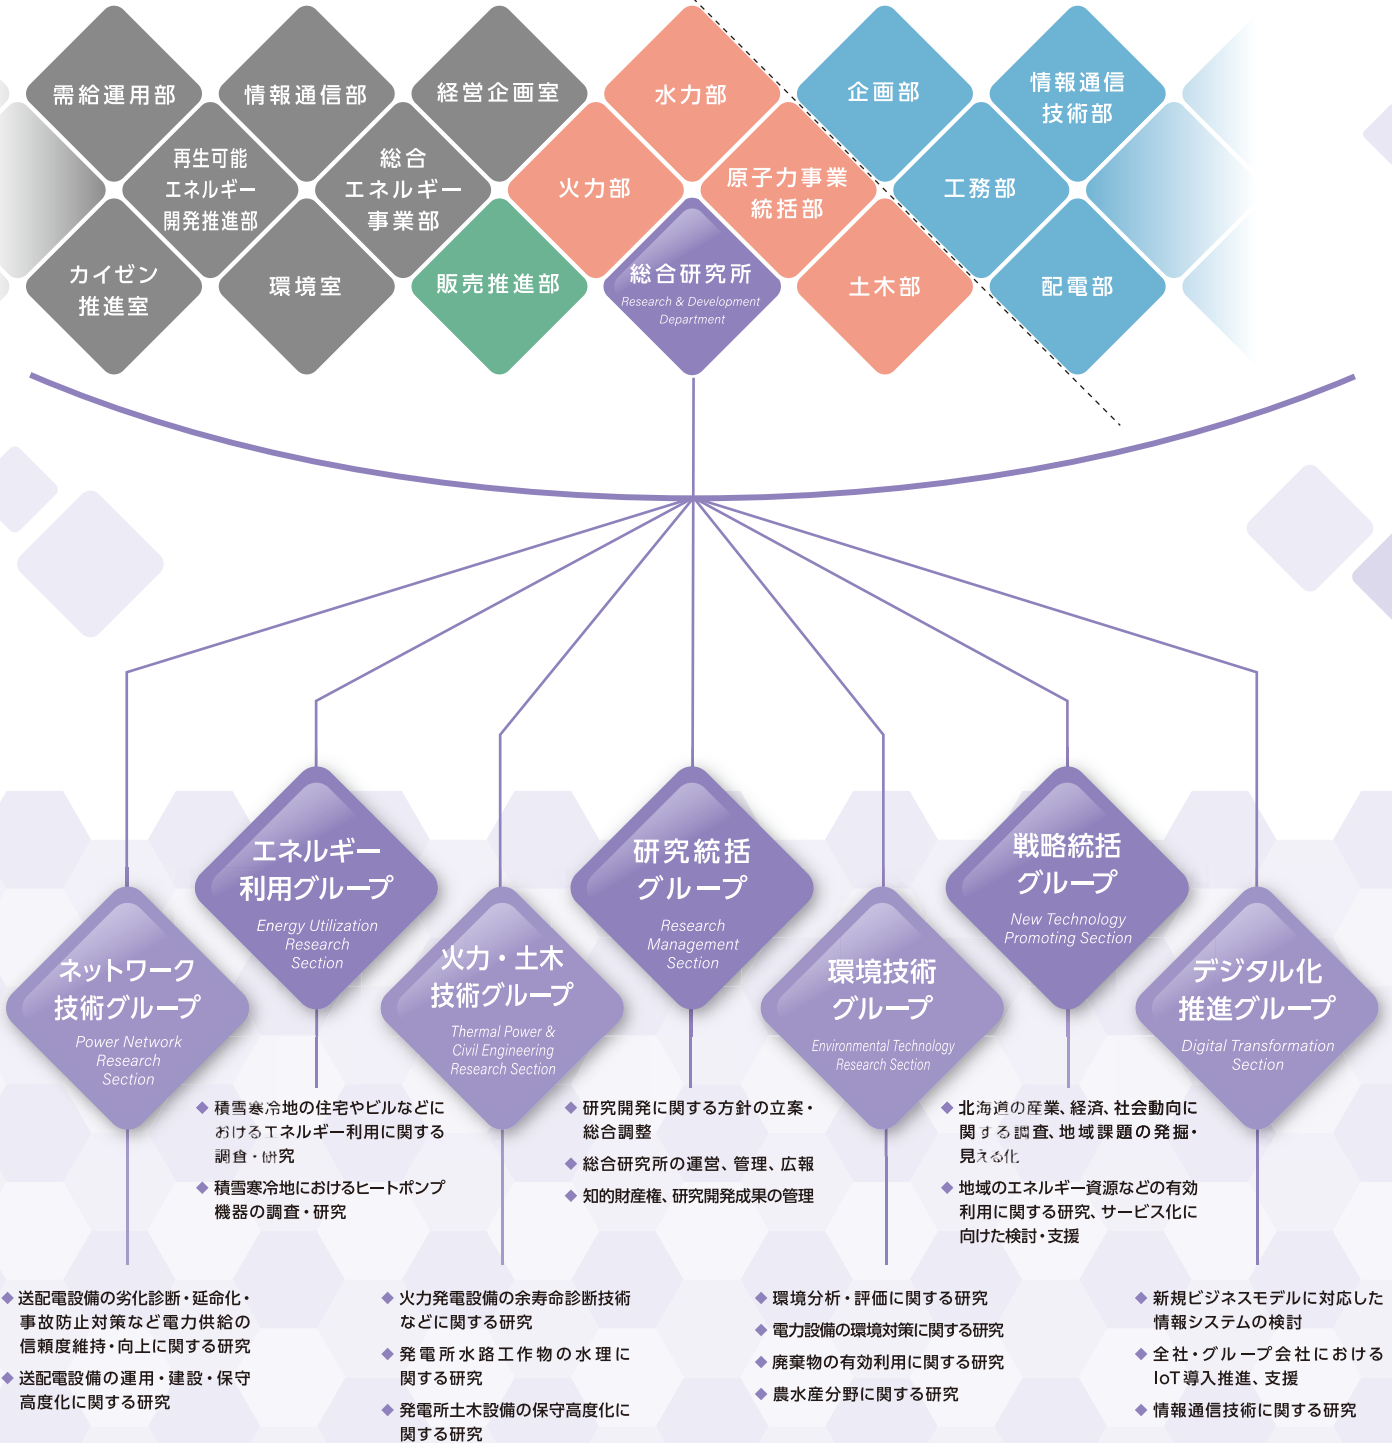 需給運用部
情報通信部
経営企画室
水力部
企画部
情報通信
技術部
再生可能
エネルギー
開発推進部
総合
エネルギー
事業部
火力部
原子力事業
統括部
工務部
カイゼン
推進室
環境室
販売推進部
総合研究所
Research & Development
Department
土木部
配電部
ネットワーク
技術グループ
Power Network
Research
Section
エネルギー
利用グループ
Energy Utilization
Research
Section
火力・土木
技術グループ
Thermal Power &
Civil Engineering
Research Section
研究統括
グループ
Research
Management
Section
環境技術
グループ
Environmental Technology
Research Section
戦略統括
グループ
New Technology
Promoting Section
デジタル化
推進グループ
Digital Transformation
Section
◆ 積雪寒冷地の住宅やビルなどに
おけるエネルギー利用に関する
調査・研究
◆ 積雪寒冷地におけるヒートポンプ
機器の調査・研究
◆ 研究開発に関する方針の立案・
総合調整
◆ 総合研究所の運営、管理、広報
◆ 知的財産権、研究開発成果の管理
◆ 北海道の産業、経済、社会動向に
関する調査、地域課題の発掘・
見える化
◆ 地域のエネルギー資源などの有効
利用に関する研究、サービス化に
向けた検討・支援
◆ 送配電設備の劣化診断・延命化・
事故防止対策など電力供給の
信頼度維持・向上に関する研究
◆ 送配電設備の運用・建設・保守
高度化に関する研究
◆ 火力発電設備の余寿命診断技術
などに関する研究
◆ 発電所水路工作物の水理に
関する研究
◆ 発電所土木設備の保守高度化に
関する研究
◆ 環境分析・評価に関する研究
◆ 電力設備の環境対策に関する研究
◆ 廃棄物の有効利用に関する研究
◆ 農水産分野に関する研究
◆ 新規ビジネスモデルに対応した
情報システムの検討
◆ 全社・グループ会社における
IoT導入推進、支援
◆ 情報通信技術に関する研究